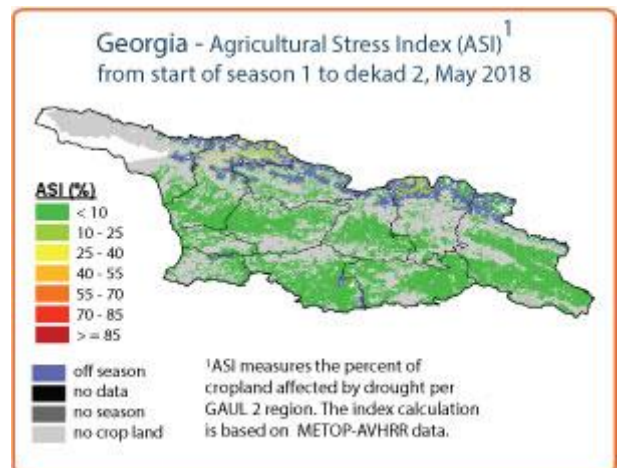 Georgia - Agricultural Stress Index (ASI)1
from start of season 1 to dekad 2, May 2018
ASI (%)
< 10
10 - 25
25 - 40
40 - 55
55 - 70
70 - 85
> = 85
off season
no data
no season
no crop land
1ASI measures the percent of
cropland affected by drought per
GAUL 2 region. The index calculation
is based on METOP-AVHRR data.